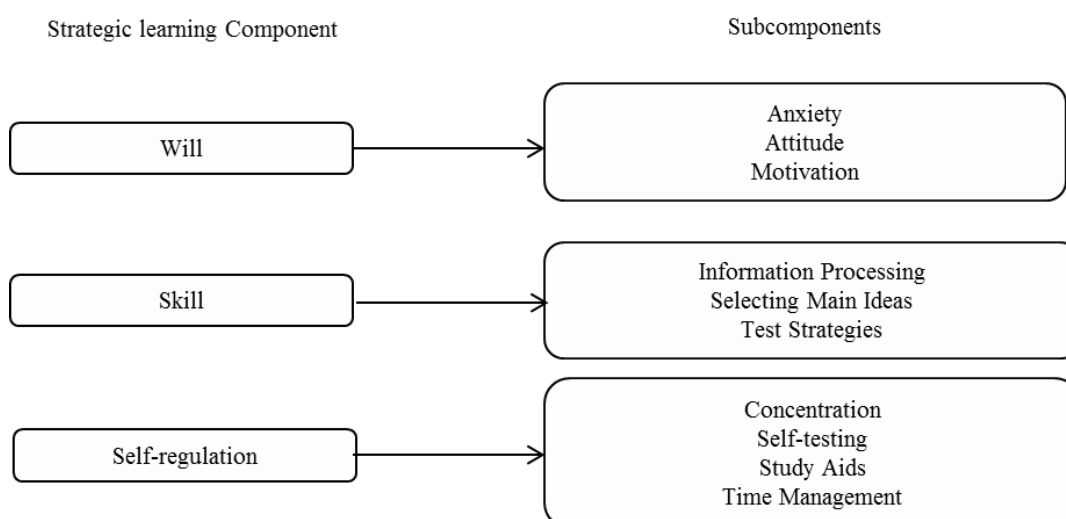 Strategic learning Component
Subcomponents
Will
Anxiety
Attitude
Motivation
Skill
Information Processing
Selecting Main Ideas
Test Strategies
Self-regulation
Concentration
Self-testing
Study Aids
Time Management